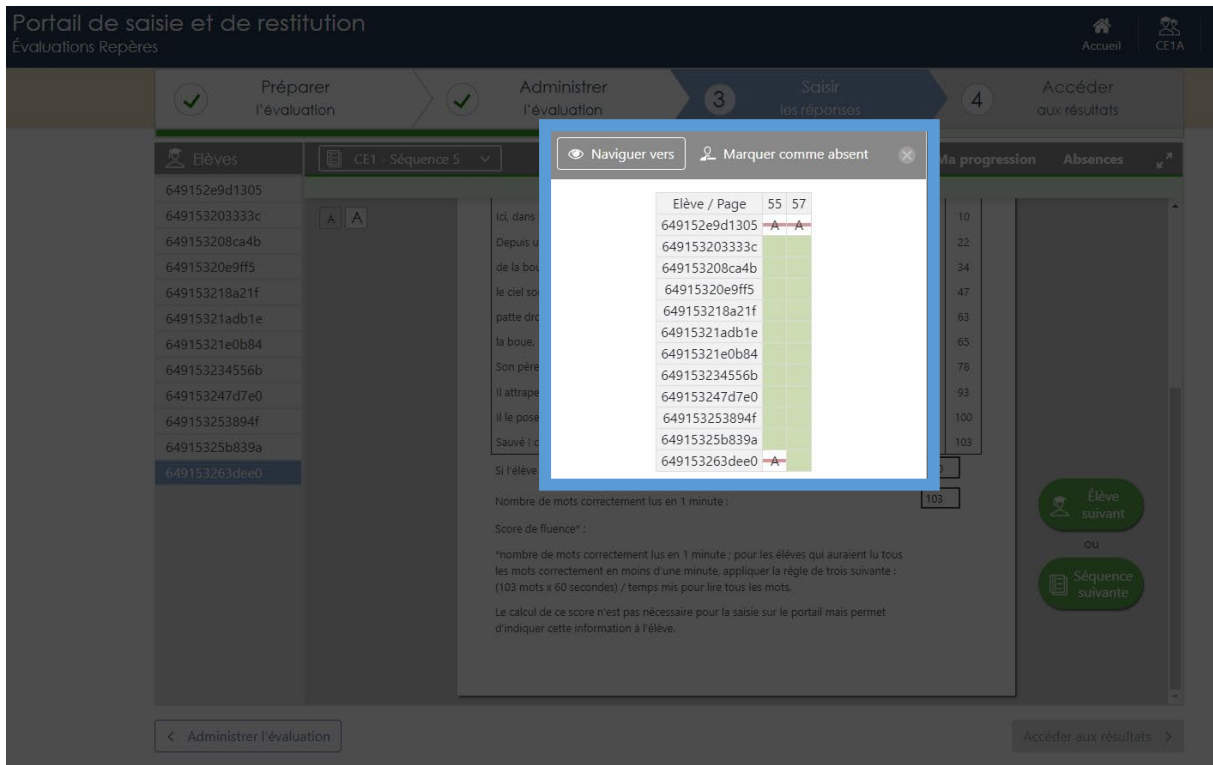 Portail de saisie et de restitution
Évaluations Repères
Accueil
CE1A
Préparer
l'évaluation
Administrer
l'évaluation
3
Saisir
les réponses
4
Accéder
aux résultats
Elèves
CE1 - Séquence 5
Naviguer vers
Marquer comme absent
Ma progression
Absences
649152e9d1305
649153203333c
649153208ca4b
64915320e9ff5
649153218a21f
64915321adb1e
64915321e0b84
649153234556b
649153247d7e0
649153253894f
64915325b839a
649153263dee0
A A
Elève / Page 55 57
649152e9d1305 A A
649153203333c
649153208ca4b
64915320e9ff5
649153218a21f
64915321adb1e
64915321e0b84
649153234556b
649153247d7e0
649153253894f
64915325b839a
649153263dee0 A
Ici, dans
10
Depuis
22
de la bou
34
le ciel
47
patte
63
la boue.
65
Son père
78
Il attrape
93
Il le pose
100
Sauvé !
103
Si l'élève
Nombre de mots correctement lus en 1 minute :
103
Score de fluence* :
*nombre de mots correctement lus en 1 minute ; pour les élèves qui auraient lu tous
les mots correctement en moins d'une minute, appliquer la règle de trois suivante :
(103 mots x 60 secondes) / temps mis pour lire tous les mots.
Le calcul de ce score n'est pas nécessaire pour la saisie sur le portail mais permet
d'indiquer cette information à l'élève.
Élève
suivant
ou
Séquence
suivante
Administrer l'évaluation
Accéder aux résultats